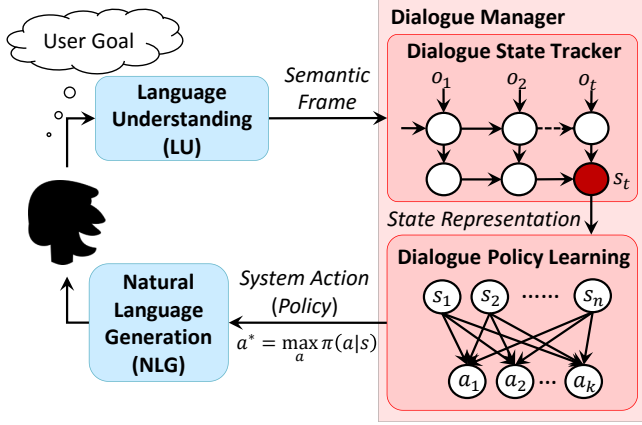 User Goal
Language
Understanding
(LU)
Semantic
Frame
Dialogue Manager
Dialogue State Tracker
o₁ o₂ oₜ
sₜ
State Representation
Dialogue Policy Learning
s₁ s₂ ...... sₙ
a₁ a₂ ... aₖ
System Action
(Policy)
a* = max π(a|s)
a
Natural
Language
Generation
(NLG)